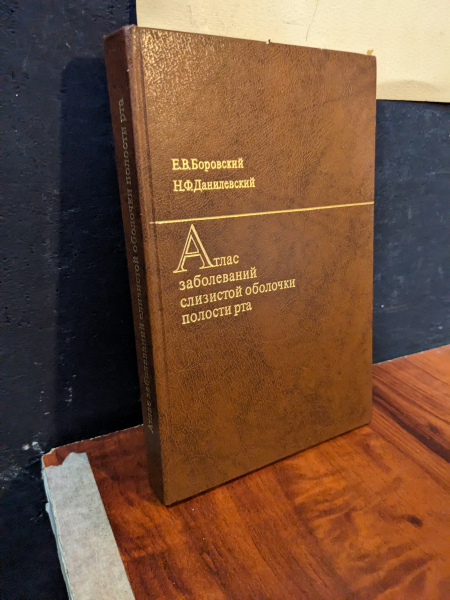 Е.В.Боровский
Н.Ф.Данилевский
Атлас
заболеваний
слизистой оболочки
полости рта
Атлас заболеваний слизистой оболочки полости рта